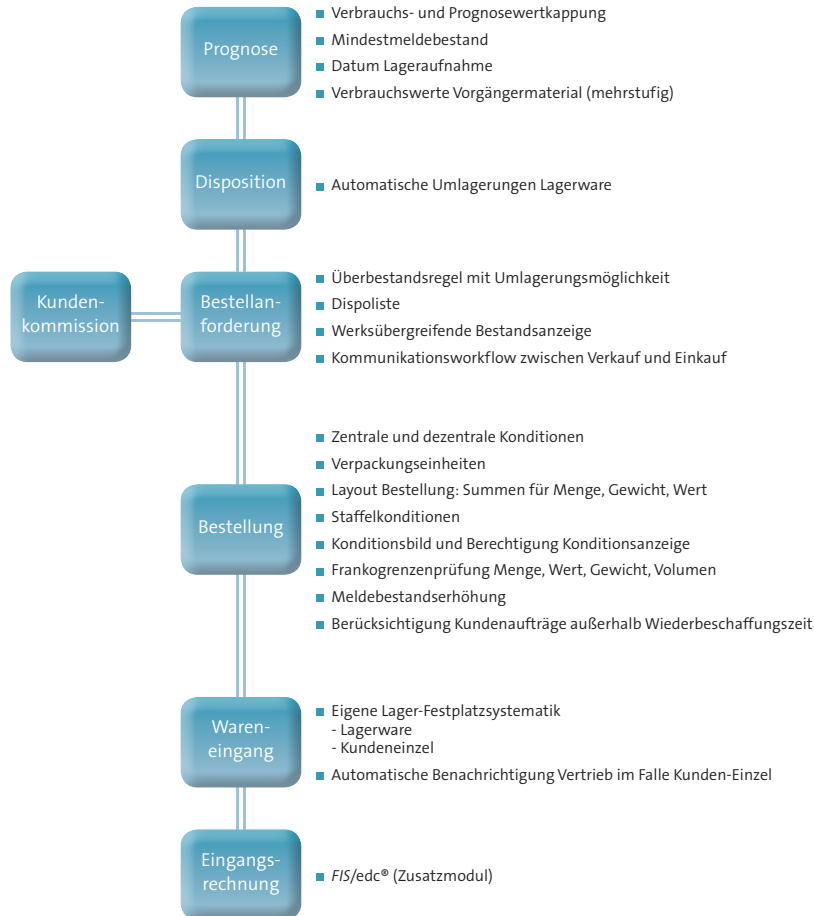 Prognose
Verbrauchs- und Prognosewertkappung
Mindestmeldebestand
Datum Lageraufnahme
Verbrauchswerte Vorgängermaterial (mehrstufig)
Disposition
Automatische Umlagerungen Lagerware
Kunden-
kommission
Bestellan-
forderung
Überbestandsregel mit Umlagerungsmöglichkeit
Dispoliste
Werksübergreifende Bestandsanzeige
Kommunikationsworkflow zwischen Verkauf und Einkauf
Bestellung
Zentrale und dezentrale Konditionen
Verpackungseinheiten
Layout Bestellung: Summen für Menge, Gewicht, Wert
Staffelkonditionen
Konditionsbild und Berechtigung Konditionsanzeige
Frankogrenzenprüfung Menge, Wert, Gewicht, Volumen
Meldebestandserhöhung
Berücksichtigung Kundenaufträge außerhalb Wiederbeschaffungszeit
Waren-
eingang
Eigene Lager-Festplatzsystematik
- Lagerware
- Kundeneinzel
Automatische Benachrichtigung Vertrieb im Falle Kunden-Einzel
Eingangs-
rechnung
FIS/edc® (Zusatzmodul)